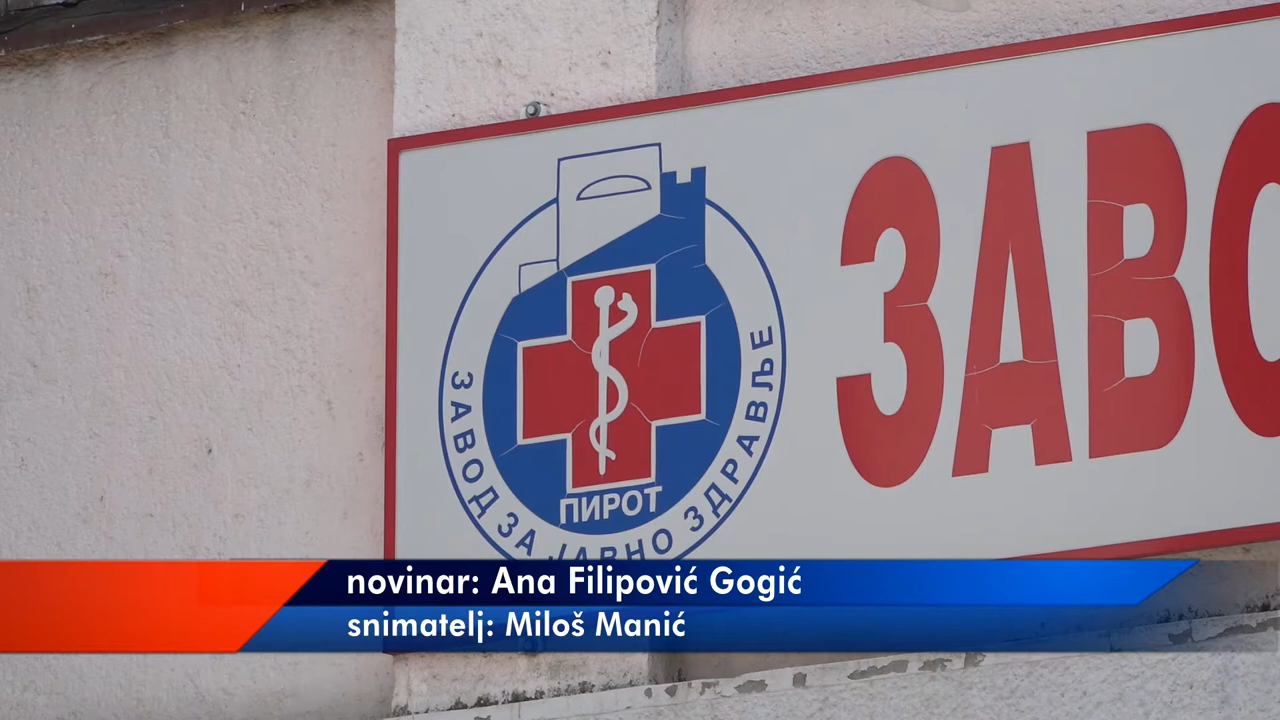 ЗАВО
ЗАВОД ЗА ЈАВНО ЗДРАВЉЕ
ПИРОТ
novinar: Ana Filipović Gogić
snimatelj: Miloš Manić